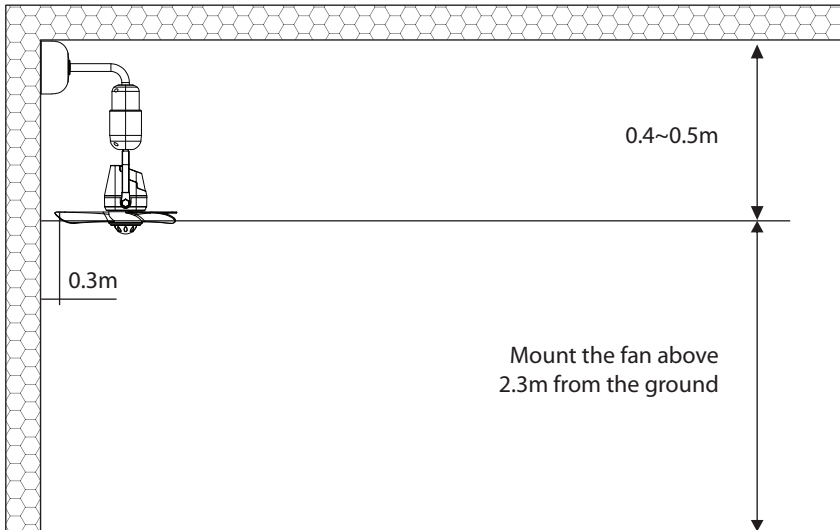 0.4~0.5m
0.3m
Mount the fan above
2.3m from the ground